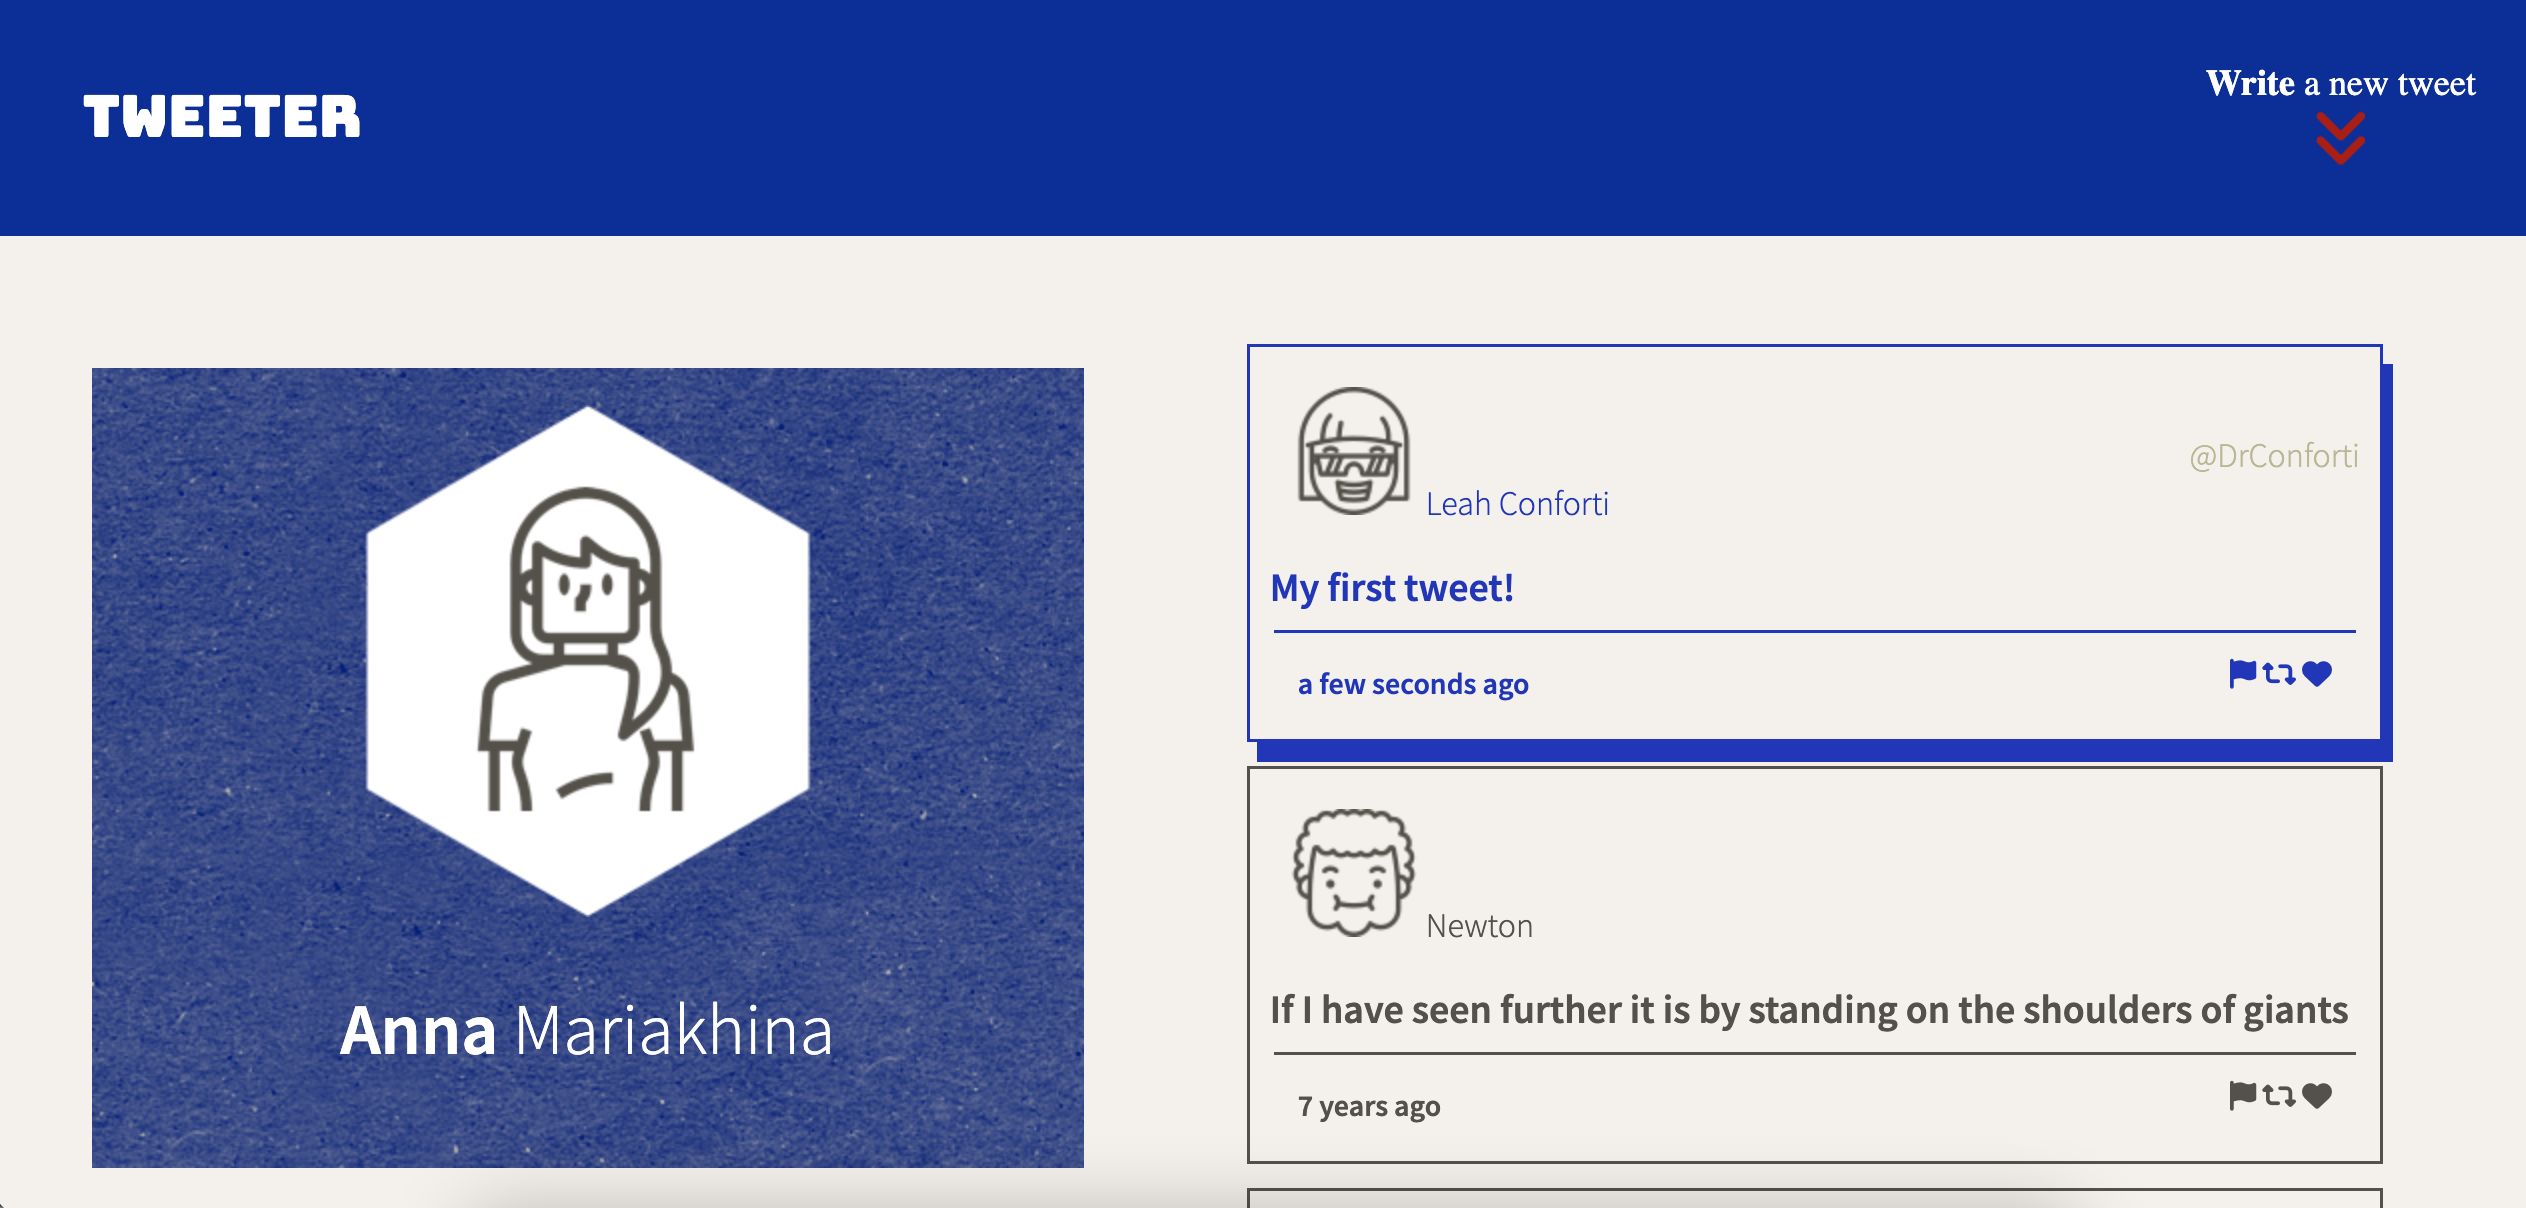 TWEETER
Write a new tweet
Anna Mariakhina
@DrConforti
Leah Conforti
My first tweet!
a few seconds ago
Newton
If I have seen further it is by standing on the shoulders of giants
7 years ago